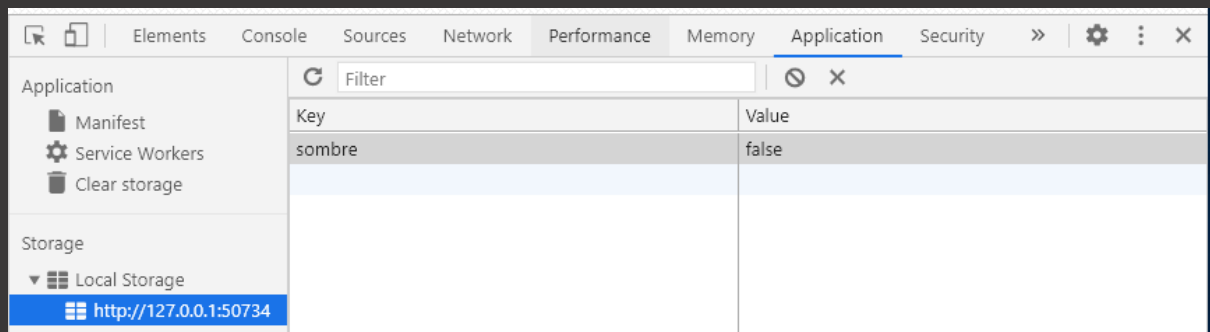 Elements Console Sources Network Performance Memory Application Security »
Application
Manifest
Service Workers
Clear storage
Storage
Local Storage
http://127.0.0.1:50734
Filter
Key Value
sombre false